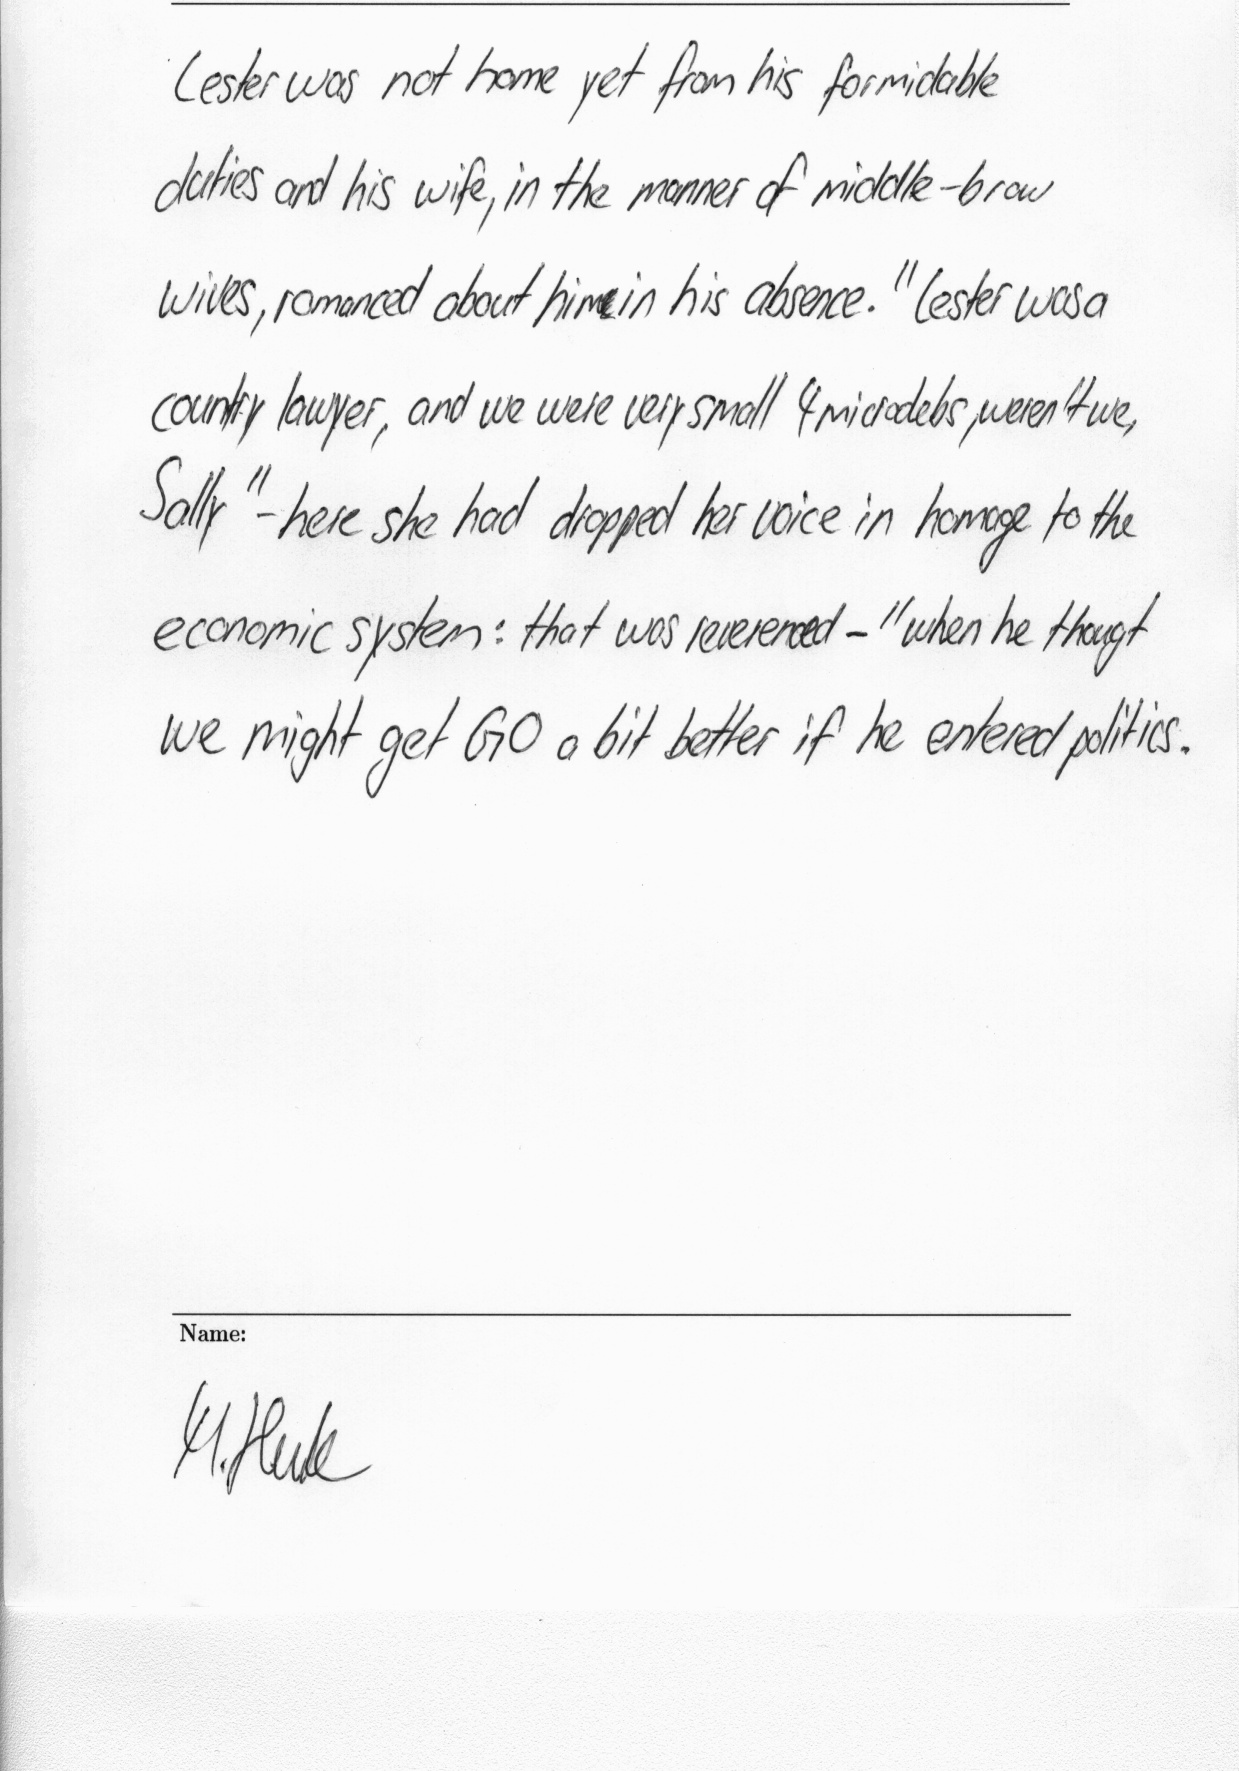 Lester was not home yet from his formidable
duties and his wife, in the manner of middle-brow
wives, romanced about him in his absence. "Lester was a
country lawyer, and we were very small microdebs, weren't we,
Sally" - here she had dropped her voice in homage to the
economic system: that was reverenced - "when he thougt
we might get GO a bit better if he entered politics.
Name: